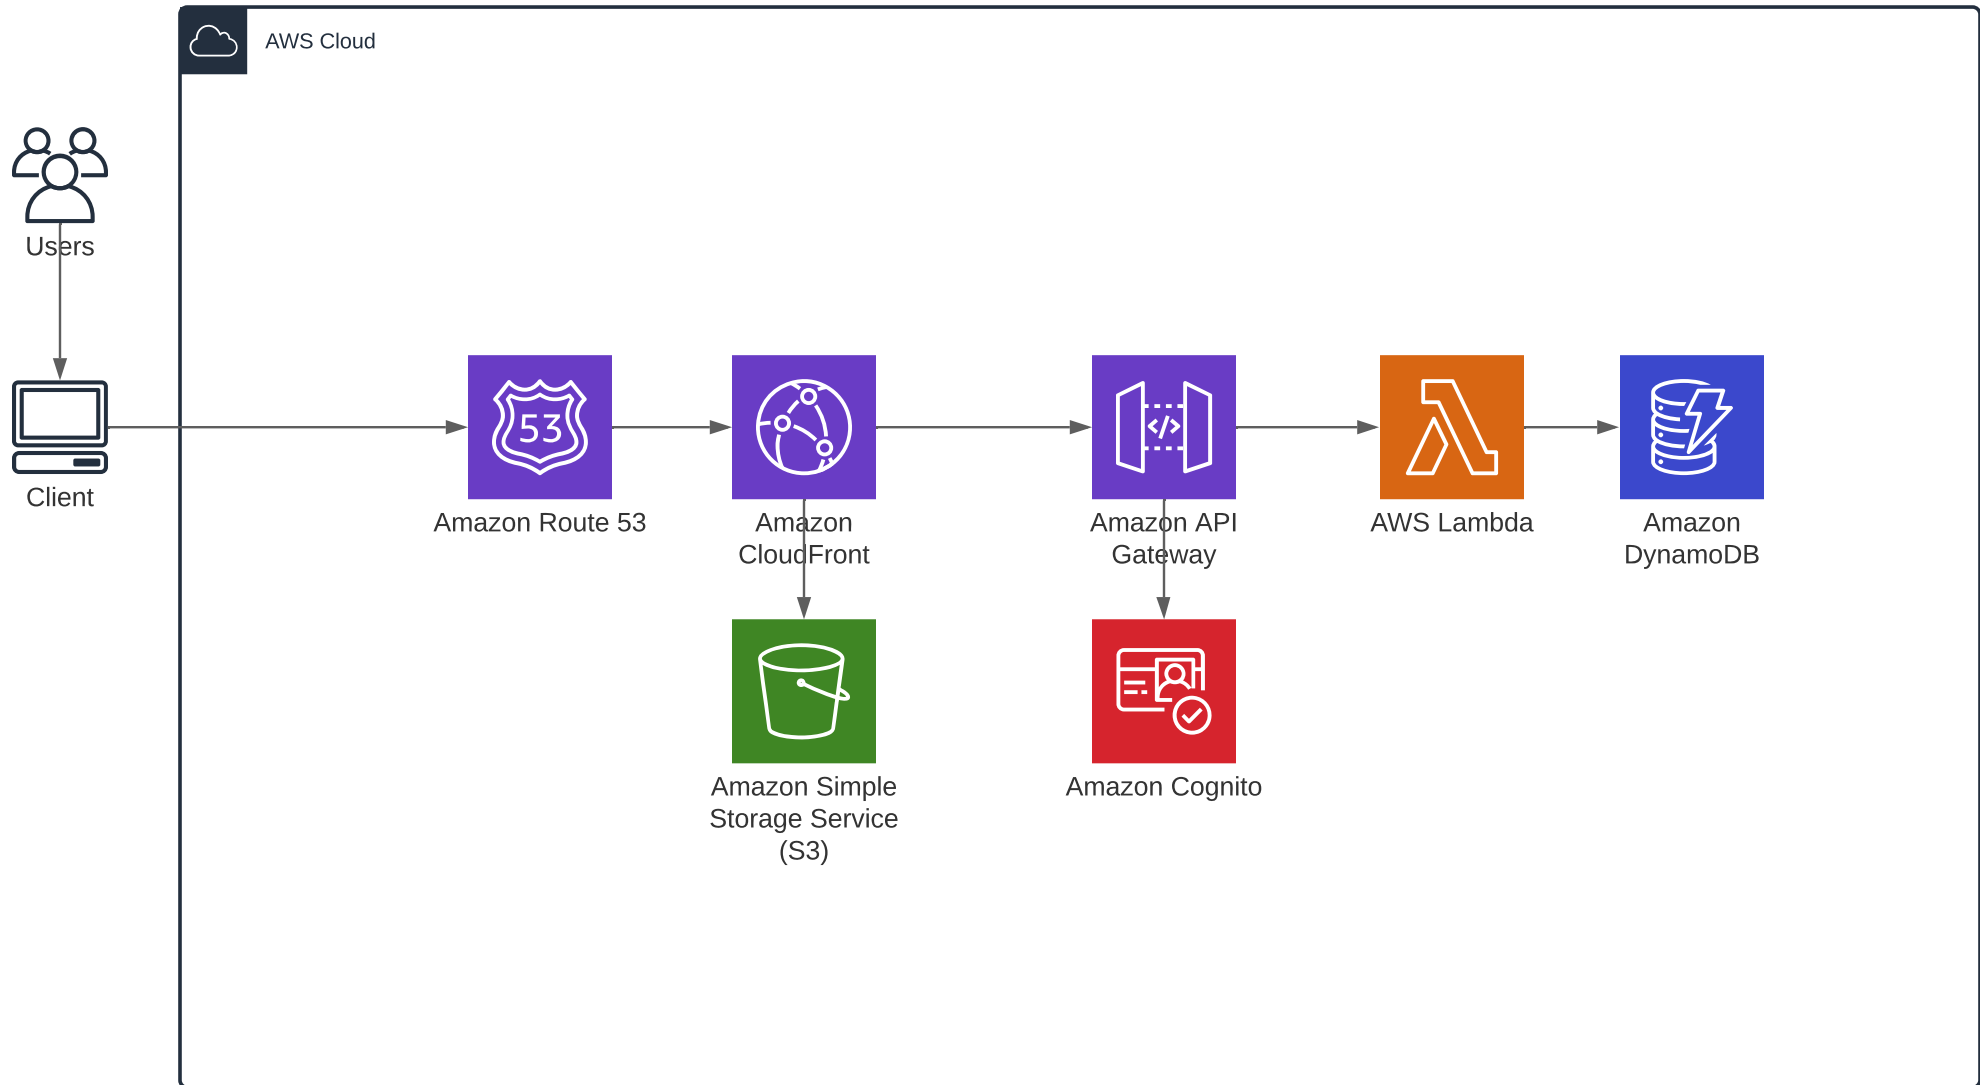 AWS Cloud
Users
Client
53
Amazon Route 53
Amazon
CloudFront
Amazon API
Gateway
AWS Lambda
Amazon
DynamoDB
Amazon Simple
Storage Service
(S3)
Amazon Cognito